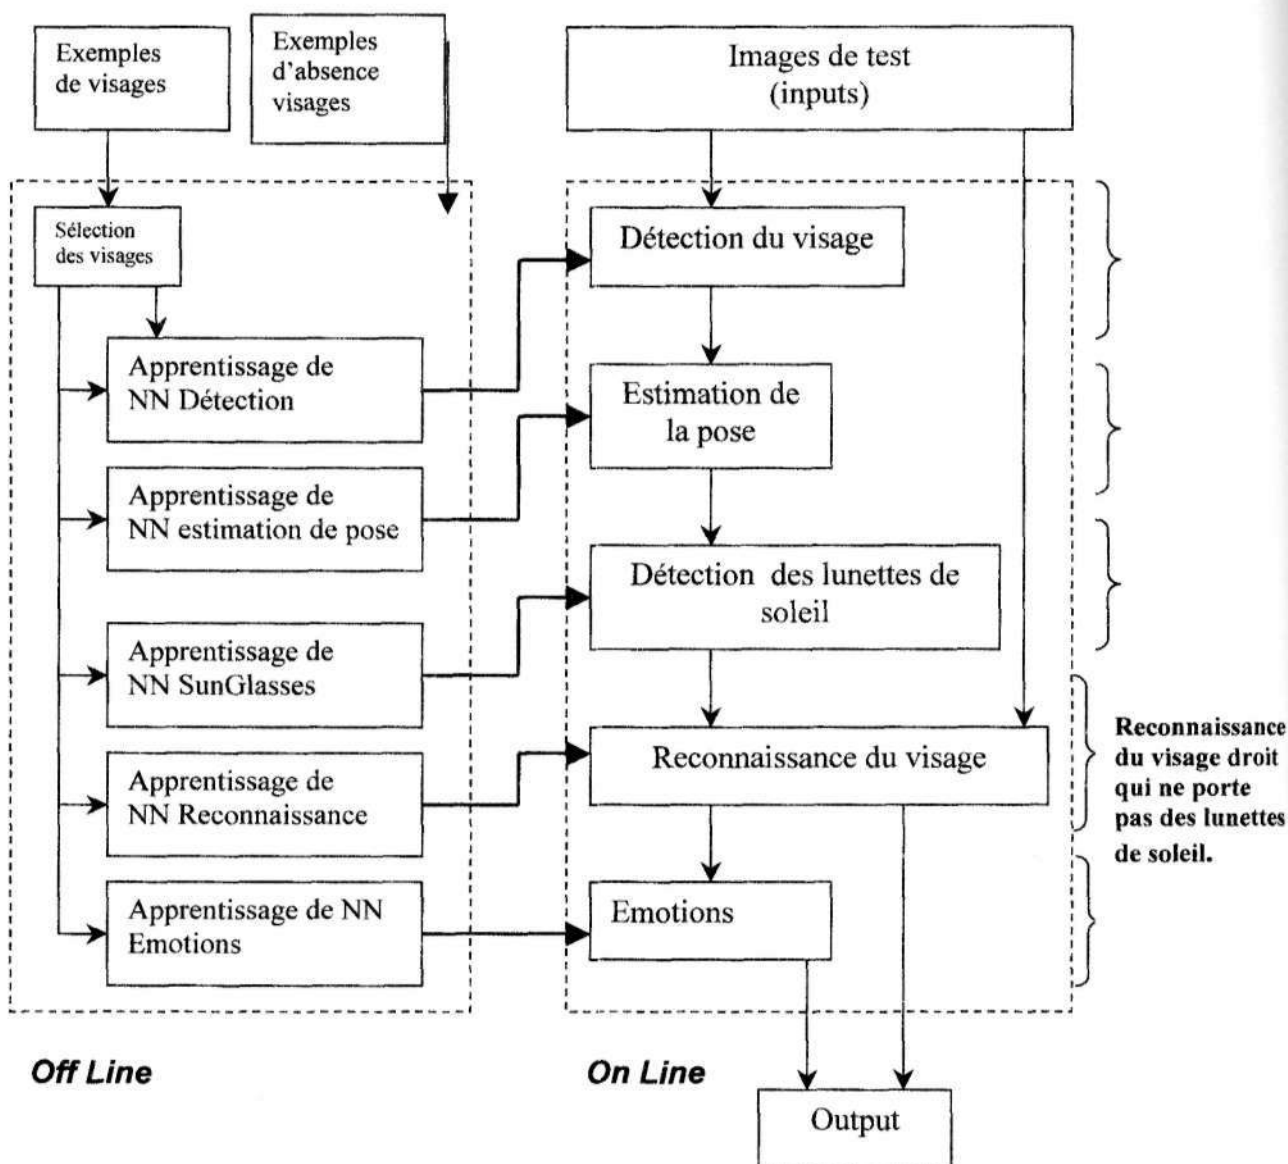 Exemples
de visages
Exemples
d'absence
visages
Images de test
(inputs)
Sélection
des visages
Détection du visage
Apprentissage de
NN Détection
Estimation de
la pose
Apprentissage de
NN estimation de pose
Détection des lunettes de
soleil
Apprentissage de
NN SunGlasses
Reconnaissance du visage
Reconnaissance
du visage droit
qui ne porte
pas des lunettes
de soleil.
Apprentissage de
NN Reconnaissance
Emotions
Apprentissage de NN
Emotions
Off Line
On Line
Output